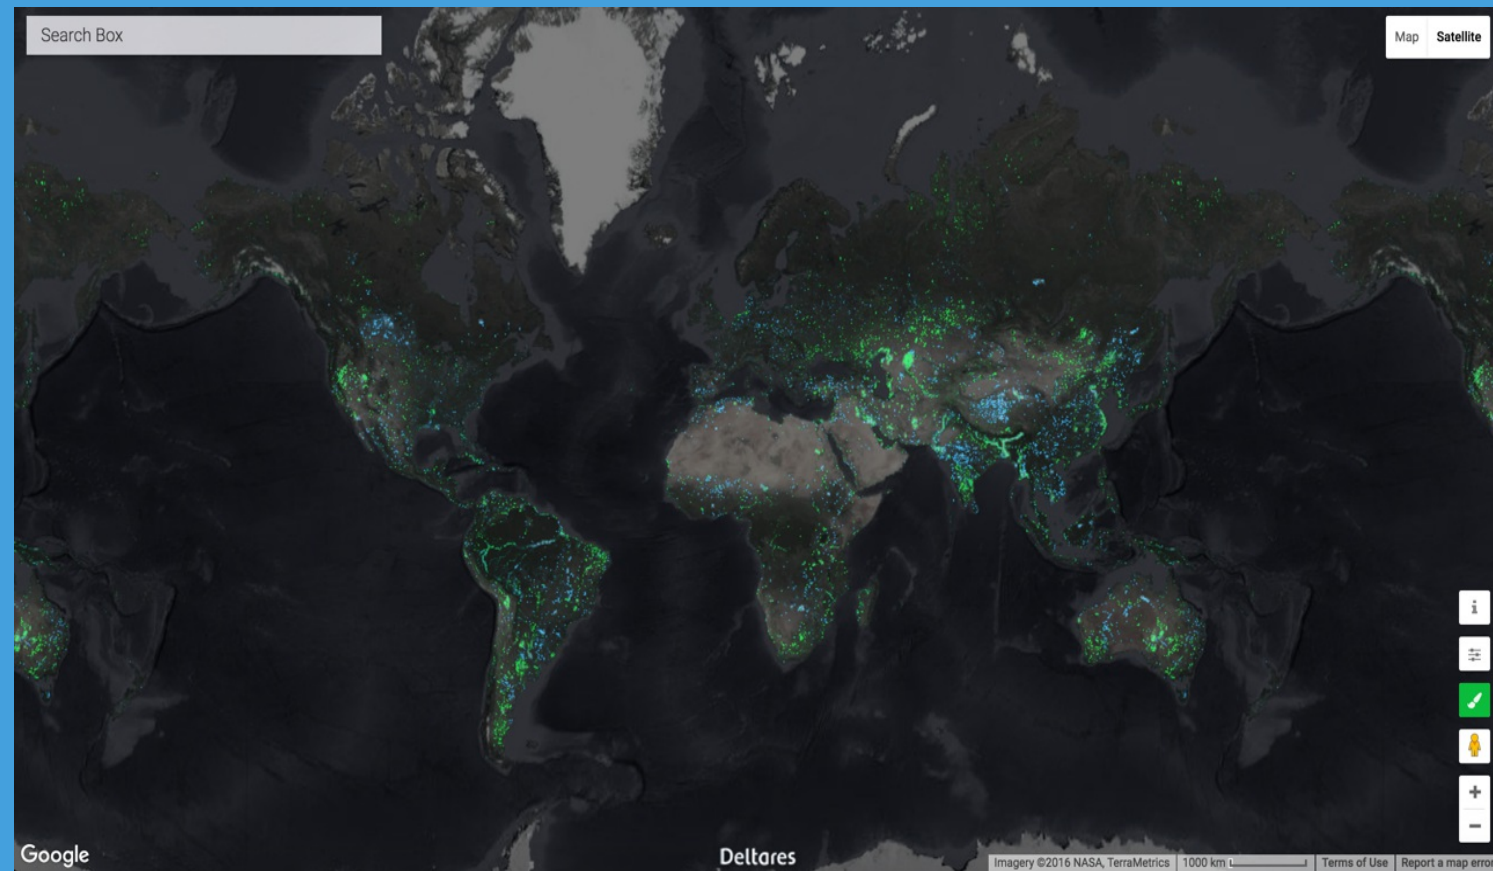 Search Box
Map Satellite
i
Google
Deltares
Imagery ©2016 NASA, TerraMetrics 1000 km Terms of Use Report a map error